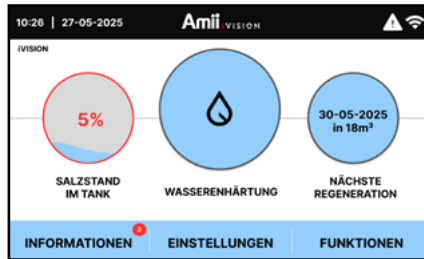 10:26 | 27-05-2025
Amii.VISION
iVISION
5%
30-05-2025
in 18m³
SALZSTAND
IM TANK
WASSERENHÄRTUNG
NÄCHSTE
REGENERATION
3
INFORMATIONEN
EINSTELLUNGEN
FUNKTIONEN